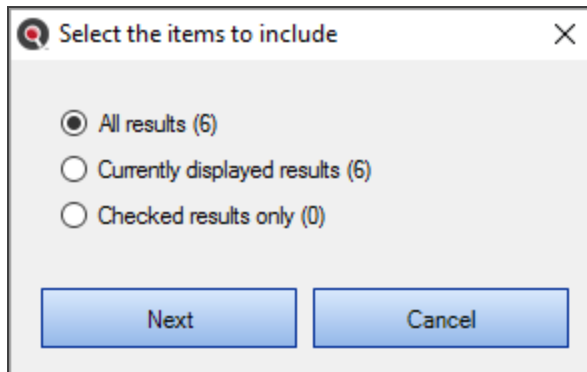 Select the items to include
All results (6)
Currently displayed results (6)
Checked results only (0)
Next
Cancel